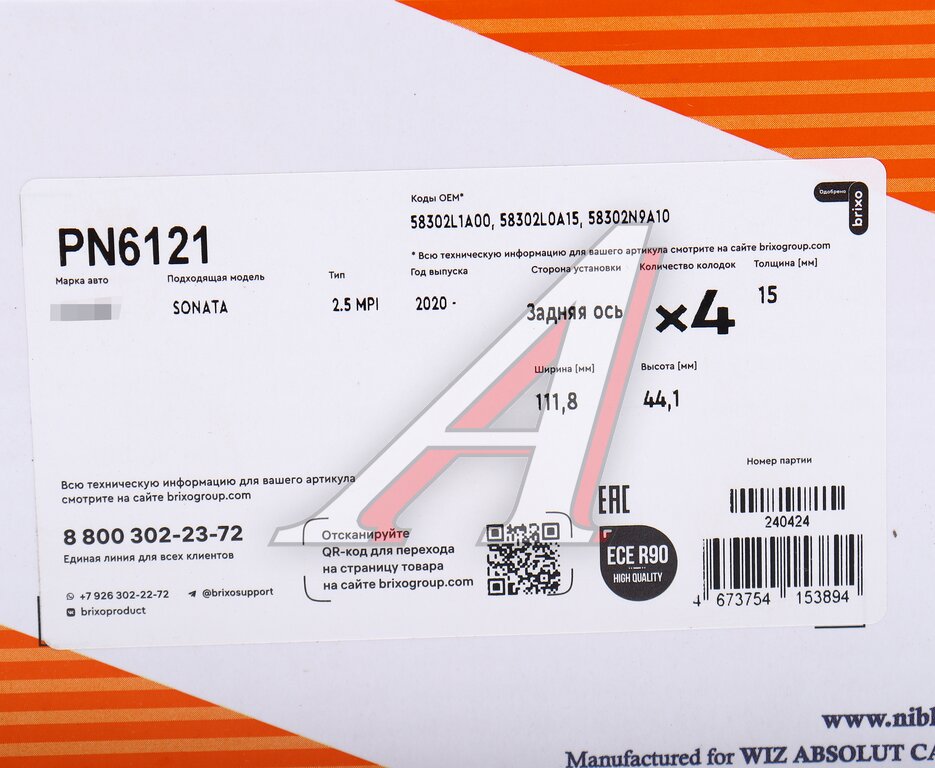 Одобрено
brixo
Коды OEM*
58302L1A00, 58302L0A15, 58302N9A10
* Всю техническую информацию для вашего артикула смотрите на сайте brixogroup.com
PN6121
Марка авто
Подходящая модель
Тип
Год выпуска
Сторона установки
Количество колодок
Толщина [мм]
SONATA
2.5 MPI
2020 -
Задняя ось
×4
15
Ширина [мм]
Высота [мм]
111,8
44,1
Номер партии
240424
Всю техническую информацию для вашего артикула
смотрите на сайте brixogroup.com
8 800 302-23-72
Единая линия для всех клиентов
+7 926 302-22-72
@brixosupport
brixoproduct
Отсканируйте
QR-код для перехода
на страницу товара
на сайте brixogroup.com
EAC
ECE R90
HIGH QUALITY
4 673754 153894
www.nibk
Manufactured for WIZ ABSOLUT CA